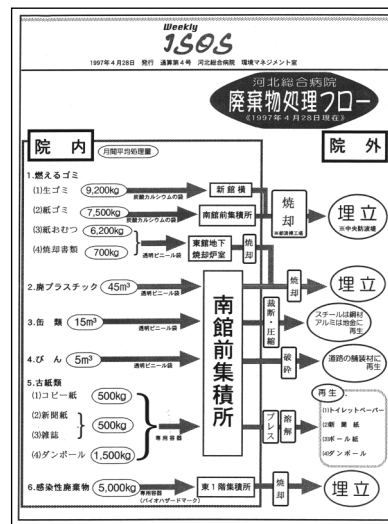 Weekly
ISOS
1997年4月28日 発行 通算第4号 河北総合病院 環境マネジメント室
河北総合病院
廃棄物処理フロー
《1997年4月28日現在》
院 内
月間平均処理量
院 外
1.燃えるゴミ
(1)生ゴミ 9,200kg
炭酸カルシウムの袋
新館横
(2)紙ゴミ 7,500kg
炭酸カルシウムの袋
南館前集積所
焼却
埋立
※中央防波堤
(3)紙おむつ 6,200kg
(4)焼却書類 700kg
透明ビニール袋
東館地下
焼却炉室
焼却
2.廃プラスチック 45m³
透明ビニール袋
焼却
埋立
3.缶 類 15m³
透明ビニール袋
南館前集積所
裁断・圧縮
スチールは鋼材
アルミは地金に
再生
4.びん 5m³
透明ビニール袋
破砕
道路の舗装材に
再生
5.古紙類
(1)コピー紙 500kg
(2)新聞紙
(3)雑誌
500kg
(4)ダンボール 1,500kg
専用容器
プレス
溶解
再生
(1)トイレットペーパー
(2)新 聞 紙
(3)ボール紙
(4)ダンボール
6.感染性廃棄物 5,000kg
専用容器
(バイオハザードマーク)
東1階集積所
焼却
埋立